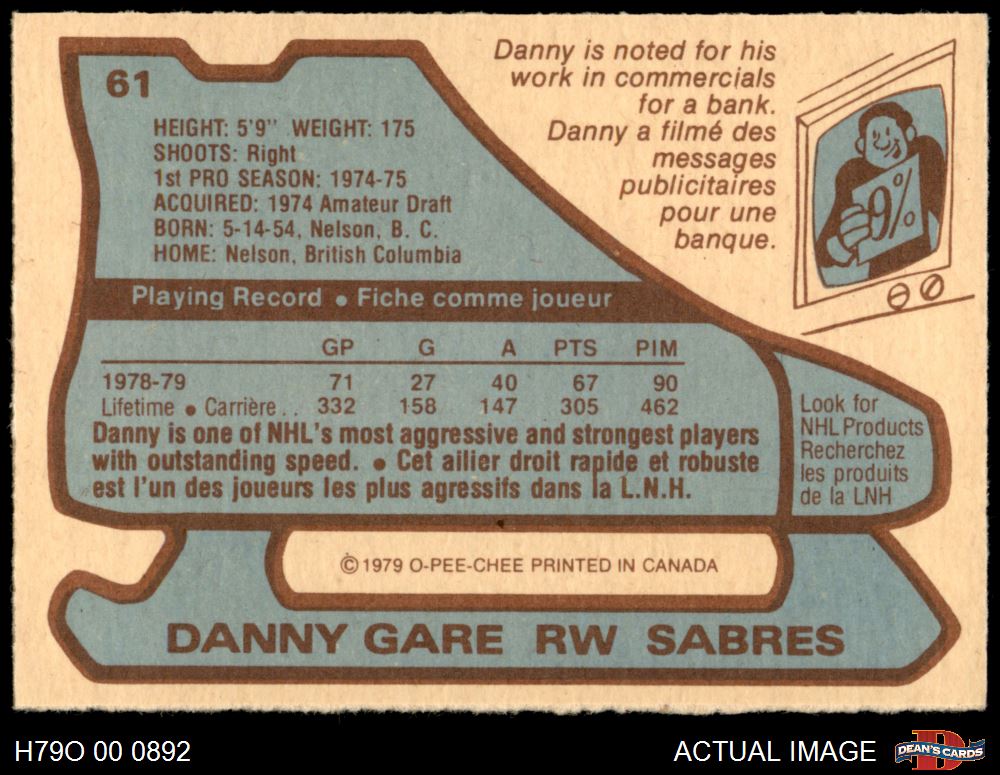 61
HEIGHT: 5'9" WEIGHT: 175
SHOOTS: Right
1st PRO SEASON: 1974-75
ACQUIRED: 1974 Amateur Draft
BORN: 5-14-54, Nelson, B. C.
HOME: Nelson, British Columbia
Danny is noted for his
work in commercials
for a bank.
Danny a filmé des
messages
publicitaires
pour une
banque.
9%
Playing Record • Fiche comme joueur
GP G A PTS PIM
1978-79 71 27 40 67 90
Lifetime • Carrière . . 332 158 147 305 462
Danny is one of NHL's most aggressive and strongest players
with outstanding speed. • Cet ailier droit rapide et robuste
est l'un des joueurs les plus agressifs dans la L.N.H.
Look for
NHL Products
Recherchez
les produits
de la LNH
© 1979 O-PEE-CHEE PRINTED IN CANADA
DANNY GARE RW SABRES
H79O 00 0892
ACTUAL IMAGE
D
DEAN'S CARDS